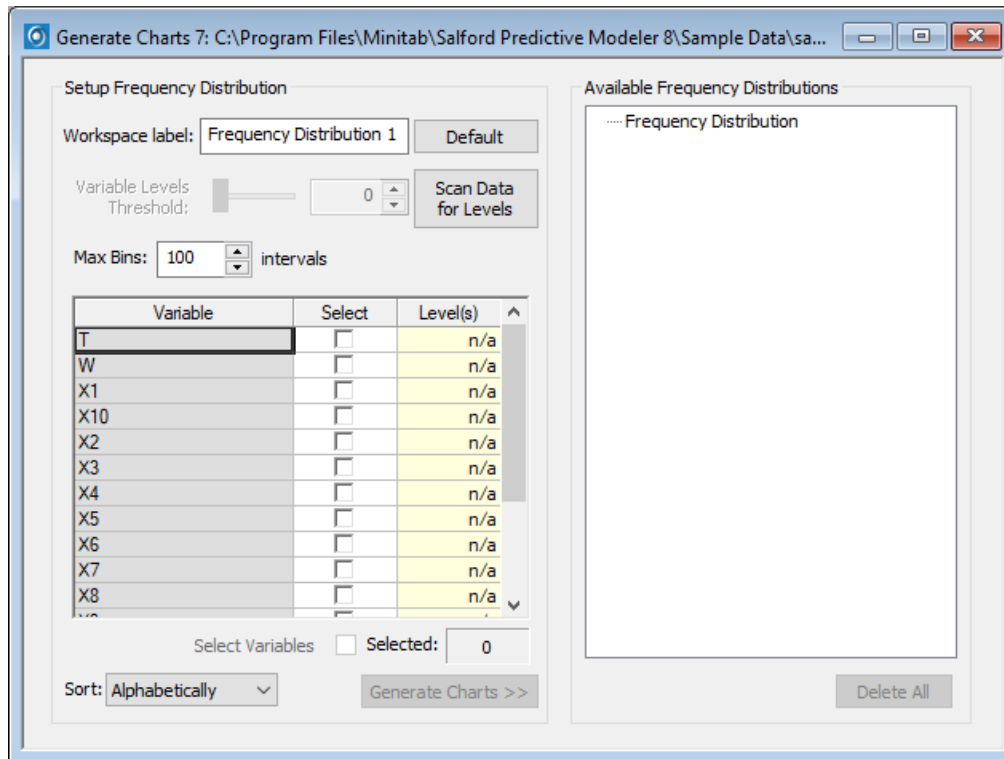 Generate Charts 7: C:\Program Files\Minitab\Salford Predictive Modeler 8\Sample Data\sa...
Setup Frequency Distribution
Workspace label: Frequency Distribution 1 Default
Variable Levels Threshold: 0 Scan Data for Levels
Max Bins: 100 intervals
Variable Select Level(s)
T n/a
W n/a
X1 n/a
X10 n/a
X2 n/a
X3 n/a
X4 n/a
X5 n/a
X6 n/a
X7 n/a
X8 n/a
Select Variables Selected: 0
Sort: Alphabetically Generate Charts >>
Available Frequency Distributions
Frequency Distribution
Delete All